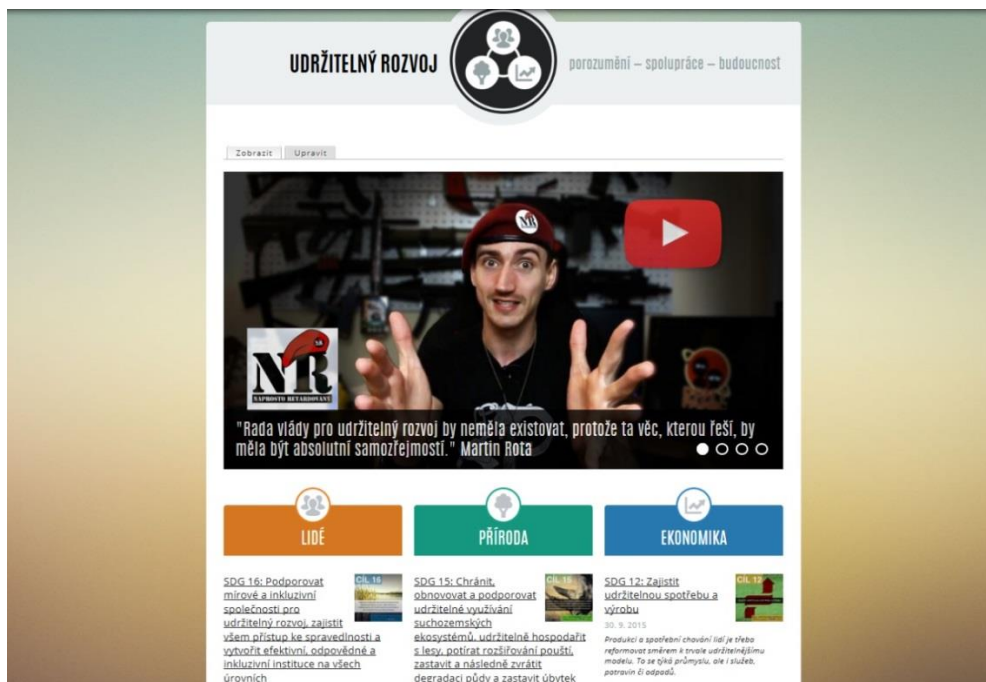 UDRŽITELNÝ ROZVOJ
porozumění – spolupráce – budoucnost
Zobrazit
Upravit
NR
NR
NR
NAPROSTO RETARDOVANÝ
"Rada vlády pro udržitelný rozvoj by neměla existovat, protože ta věc, kterou řeší, by
měla být absolutní samozřejmostí." Martin Rota
LIDÉ
SDG 16: Podporovat
mírové a inkluzivní
společnosti pro
udržitelný rozvoj, zajistit
všem přístup ke spravedlnosti a
vytvořit efektivní, odpovědné a
inkluzivní instituce na všech
úrovních
CÍL 16
PŘÍRODA
SDG 15: Chránit,
obnovovat a podporovat
udržitelné využívání
suchozemských
ekosystémů, udržitelně hospodařit
s lesy, potírat rozšiřování pouští,
zastavit a následně zvrátit
degradaci půdy a zastavit úbytek
CÍL 15
EKONOMIKA
SDG 12: Zajistit
udržitelnou spotřebu a
výrobu
30. 9. 2015
Produkci a spotřební chování lidí je třeba
reformovat směrem k trvale udržitelnějšímu
modelu. To se týká průmyslu, ale i služeb,
potravin či odpadů.
CÍL 12